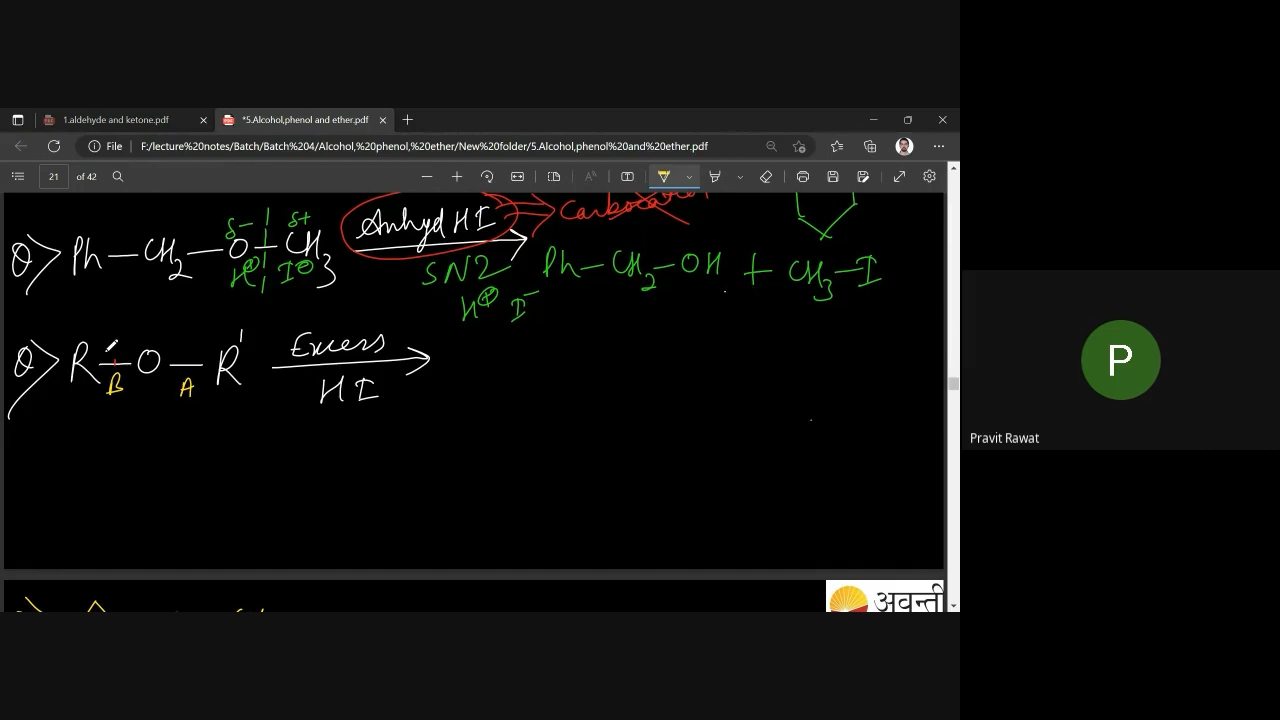 1.aldehyde and ketone.pdf
*5.Alcohol,phenol and ether.pdf
File F:/lecture%20notes/Batch/Batch%204/Alcohol,%20phenol,%20ether/New%20folder/5.Alcohol,phenol%20and%20ether.pdf
21 of 42
Q> Ph—CH2—O—CH3 Anhyd HI
δ- δ+
H⊕ I⊖
SN2 Ph—CH2—OH + CH3—I
H⊕ I-
Q> R—O—R' Excess
B A HI
अवन्ती
P
Pravit Rawat